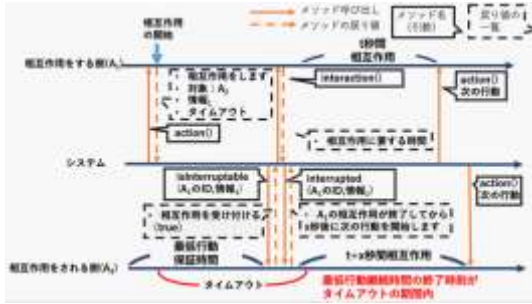 相互作用
の開始
メソッド呼び出し
メソッドの戻り値
メソッド名
(引数)
戻り値の
一覧
相互作用をする側(A₁)
t秒間
相互作用
・ 相互作用をします
・ 対象:A₂
・ 情報₁
・ タイムアウト
interaction()
action()
次の行動
action()
・ 相互作用に要する時間
システム
isInterruptable
(A₁のID,情報₁)
interrupted
(A₁のID,情報₁)
action()
次の行動
・ 相互作用を受け付ける
(true)
・ A₁の相互作用が終了してから
x秒後に次の行動を開始します
最低行動
保証時間
t+x秒間相互作用
相互作用をされる側(A₂)
タイムアウト
最低行動継続時間の終了時刻が
タイムアウトの期間内